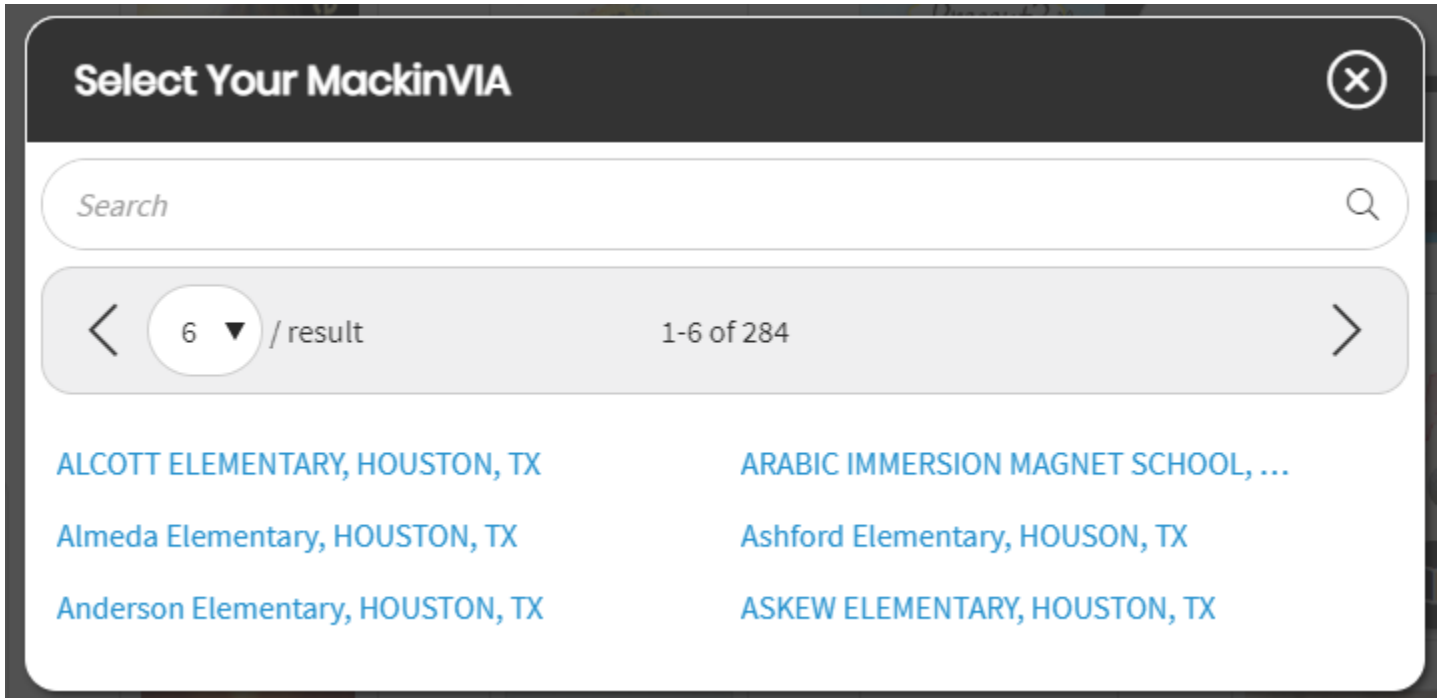 Select Your MackinVIA
Search
6 ▼ / result 1-6 of 284
ALCOTT ELEMENTARY, HOUSTON, TX
Almeda Elementary, HOUSTON, TX
Anderson Elementary, HOUSTON, TX
ARABIC IMMERSION MAGNET SCHOOL, ...
Ashford Elementary, HOUSON, TX
ASKEW ELEMENTARY, HOUSTON, TX